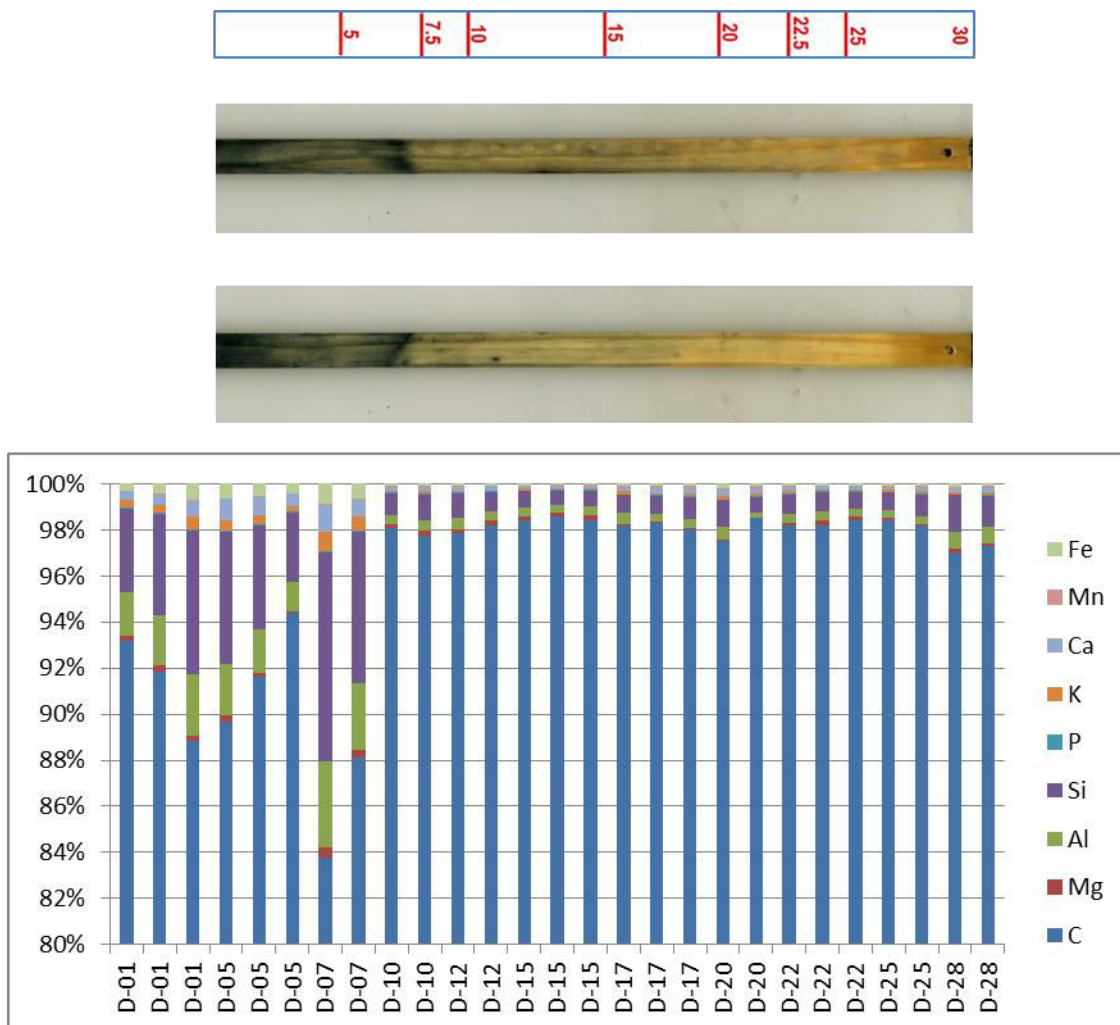 5 7.5 10 15 20 22.5 25 30
100%
98%
96%
94%
92%
90%
88%
86%
84%
82%
80%
Fe
Mn
Ca
K
P
Si
Al
Mg
C
D-01 D-01 D-01 D-05 D-05 D-05 D-07 D-07 D-10 D-10 D-12 D-12 D-15 D-15 D-15 D-17 D-17 D-17 D-20 D-20 D-22 D-22 D-22 D-25 D-25 D-28 D-28